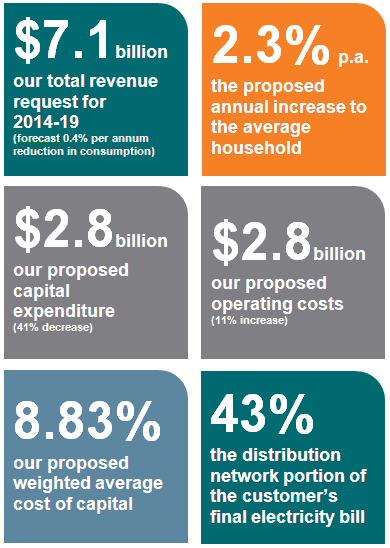 $7.1 billion
our total revenue
request for
2014-19
(forecast 0.4% per annum
reduction in consumption)
2.3% p.a.
the proposed
annual increase to
the average
household
$2.8 billion
our proposed
capital
expenditure
(41% decrease)
$2.8 billion
our proposed
operating costs
(11% increase)
8.83%
our proposed
weighted average
cost of capital
43%
the distribution
network portion of
the customer's
final electricity bill